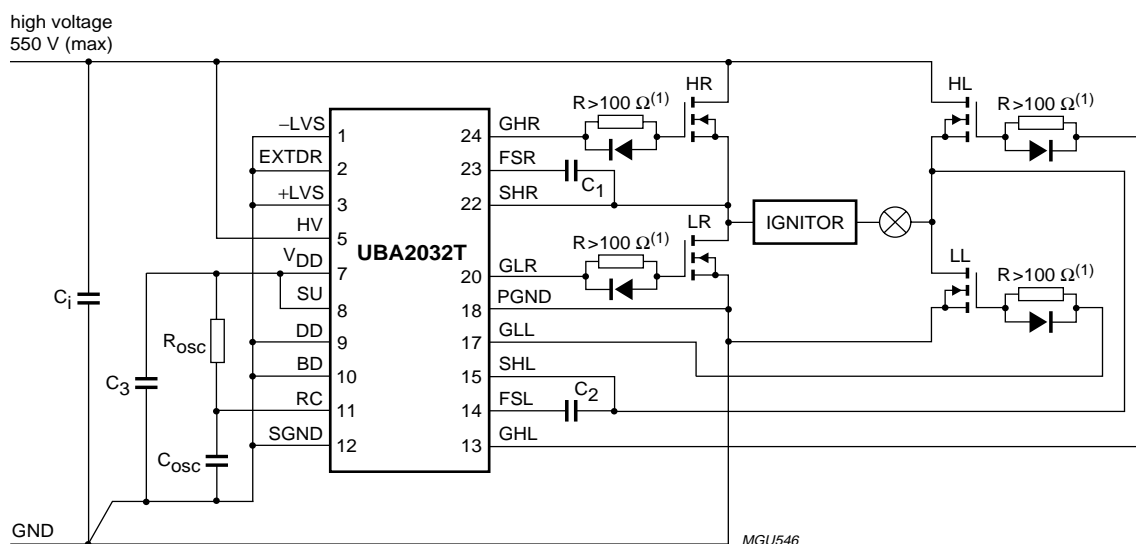 high voltage
550 V (max)
HR
HL
R>100 Ω(1)
R>100 Ω(1)
−LVS
1
24
GHR
EXTDR
2
23
FSR
C1
+LVS
3
22
SHR
HV
5
UBA2032T
LR
IGNITOR
LL
R>100 Ω(1)
R>100 Ω(1)
VDD
7
20
GLR
SU
8
18
PGND
Ci
Rosc
DD
9
17
GLL
C3
BD
10
15
SHL
C2
RC
11
14
FSL
SGND
12
13
GHL
Cosc
GND
MGU546